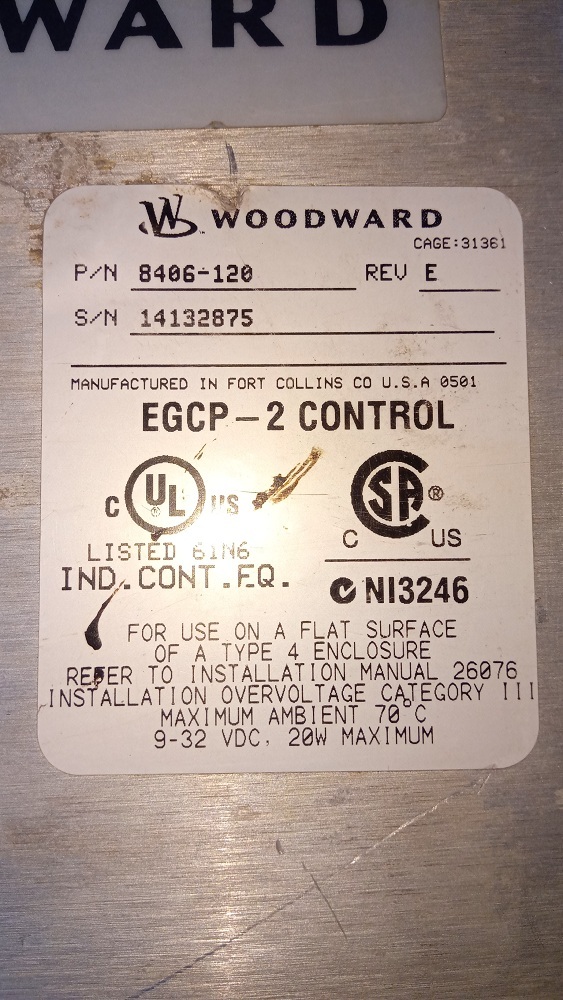 WARD
WOODWARD
CAGE:31361
P/N 8406-120 REV E
S/N 14132875
MANUFACTURED IN FORT COLLINS CO U.S.A 0501
EGCP-2 CONTROL
C UL ® US
SA ®
C US
LISTED 61N6
IND.CONT.EQ.
C NI3246
FOR USE ON A FLAT SURFACE
OF A TYPE 4 ENCLOSURE
REFER TO INSTALLATION MANUAL 26076
INSTALLATION OVERVOLTAGE CATEGORY III
MAXIMUM AMBIENT 70°C
9-32 VDC, 20W MAXIMUM